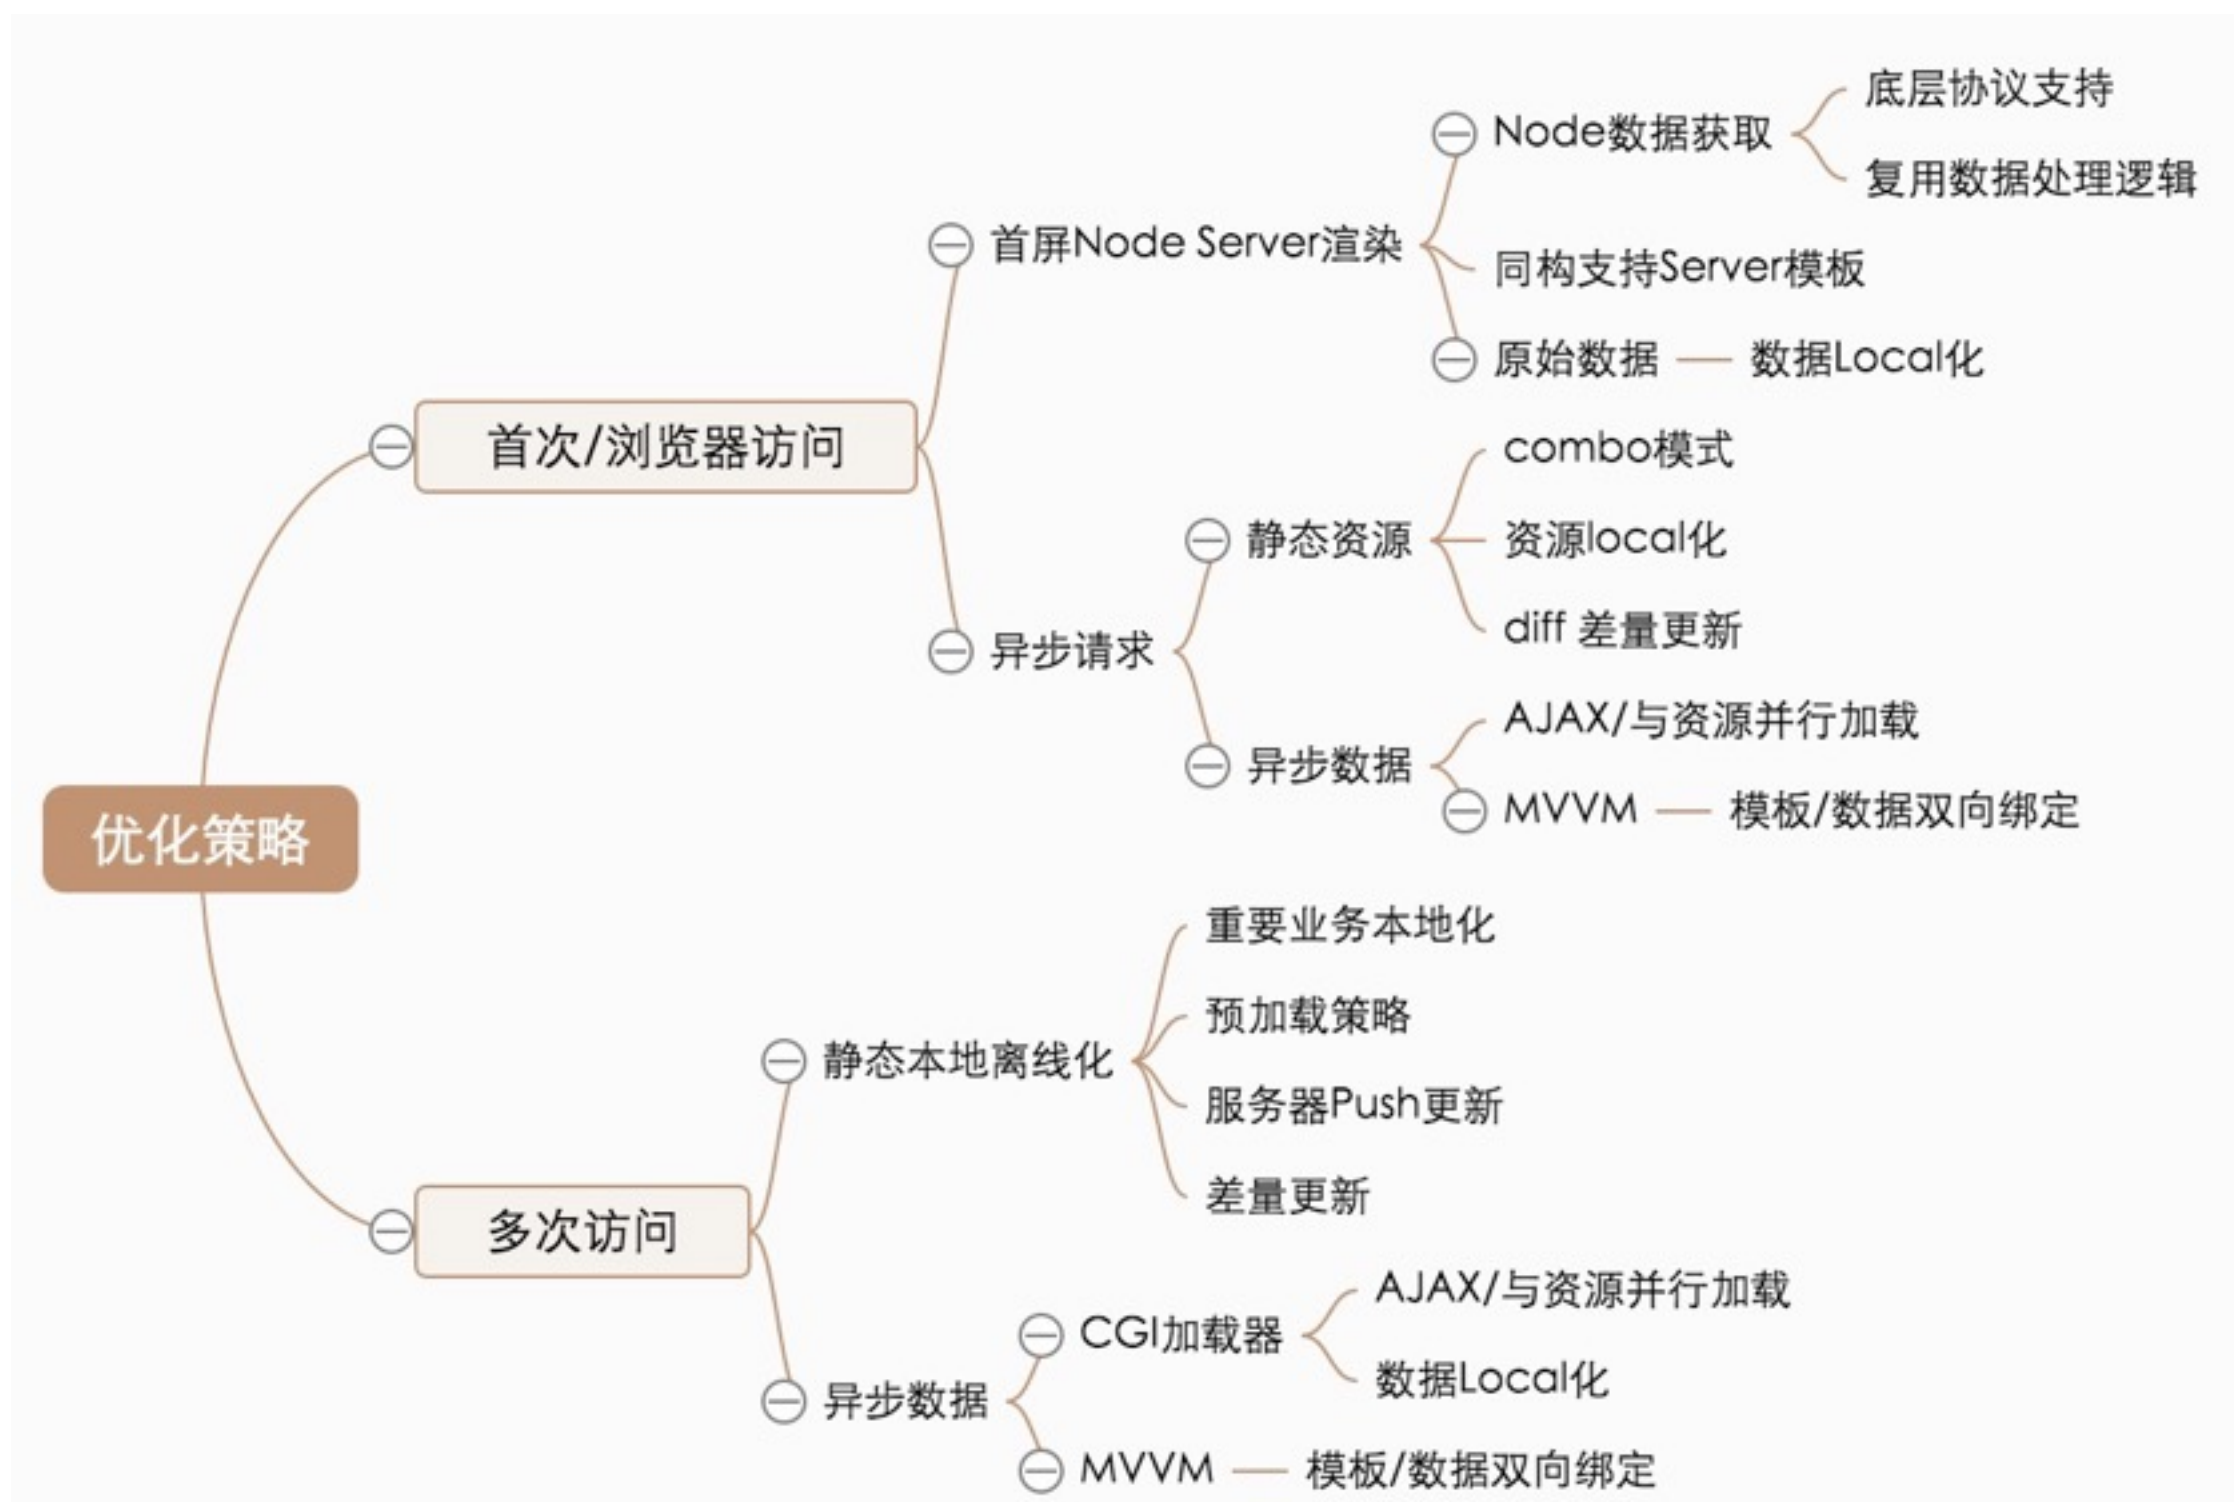 优化策略
首次/浏览器访问
首屏Node Server渲染
Node数据获取
底层协议支持
复用数据处理逻辑
同构支持Server模板
原始数据
数据Local化
异步请求
静态资源
combo模式
资源local化
diff 差量更新
异步数据
AJAX/与资源并行加载
MVVM
模板/数据双向绑定
多次访问
静态本地离线化
重要业务本地化
预加载策略
服务器Push更新
差量更新
异步数据
CGI加载器
AJAX/与资源并行加载
数据Local化
MVVM
模板/数据双向绑定